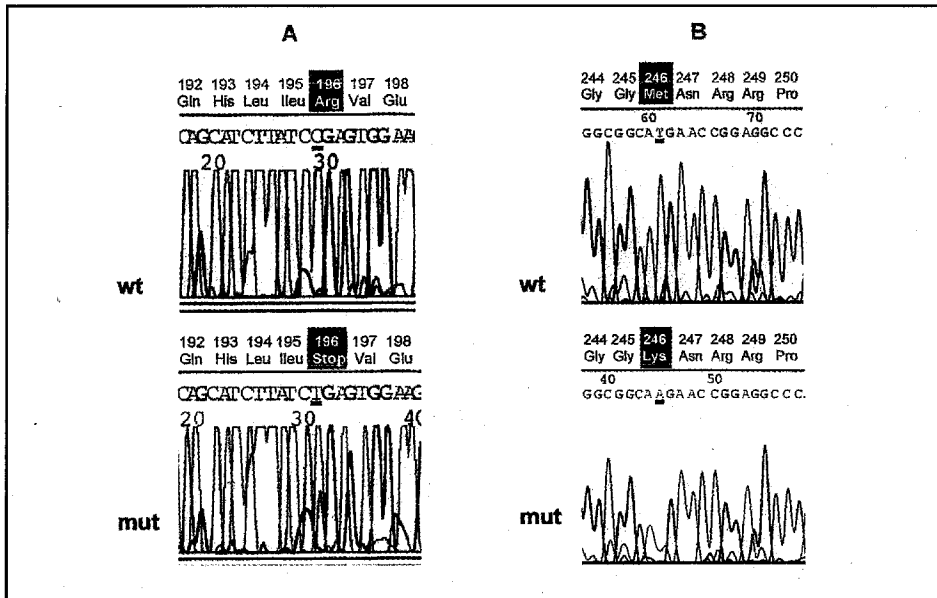 A
192 193 194 195 196 197 198
Gln His Leu Ileu Arg Val Glu
CAGCATCTTATCCGAGTGGAA
20 30
wt
192 193 194 195 196 197 198
Gln His Leu Ileu Stop Val Glu
CAGCATCTTATCTGAGTGGAAG
20 30 40
mut
B
244 245 246 247 248 249 250
Gly Gly Met Asn Arg Arg Pro
60 70
GGCGGCATGAACCGGAGGCCC
wt
244 245 246 247 248 249 250
Gly Gly Lys Asn Arg Arg Pro
40 50
GGCGGCAAGAACCGGAGGCCC.
mut